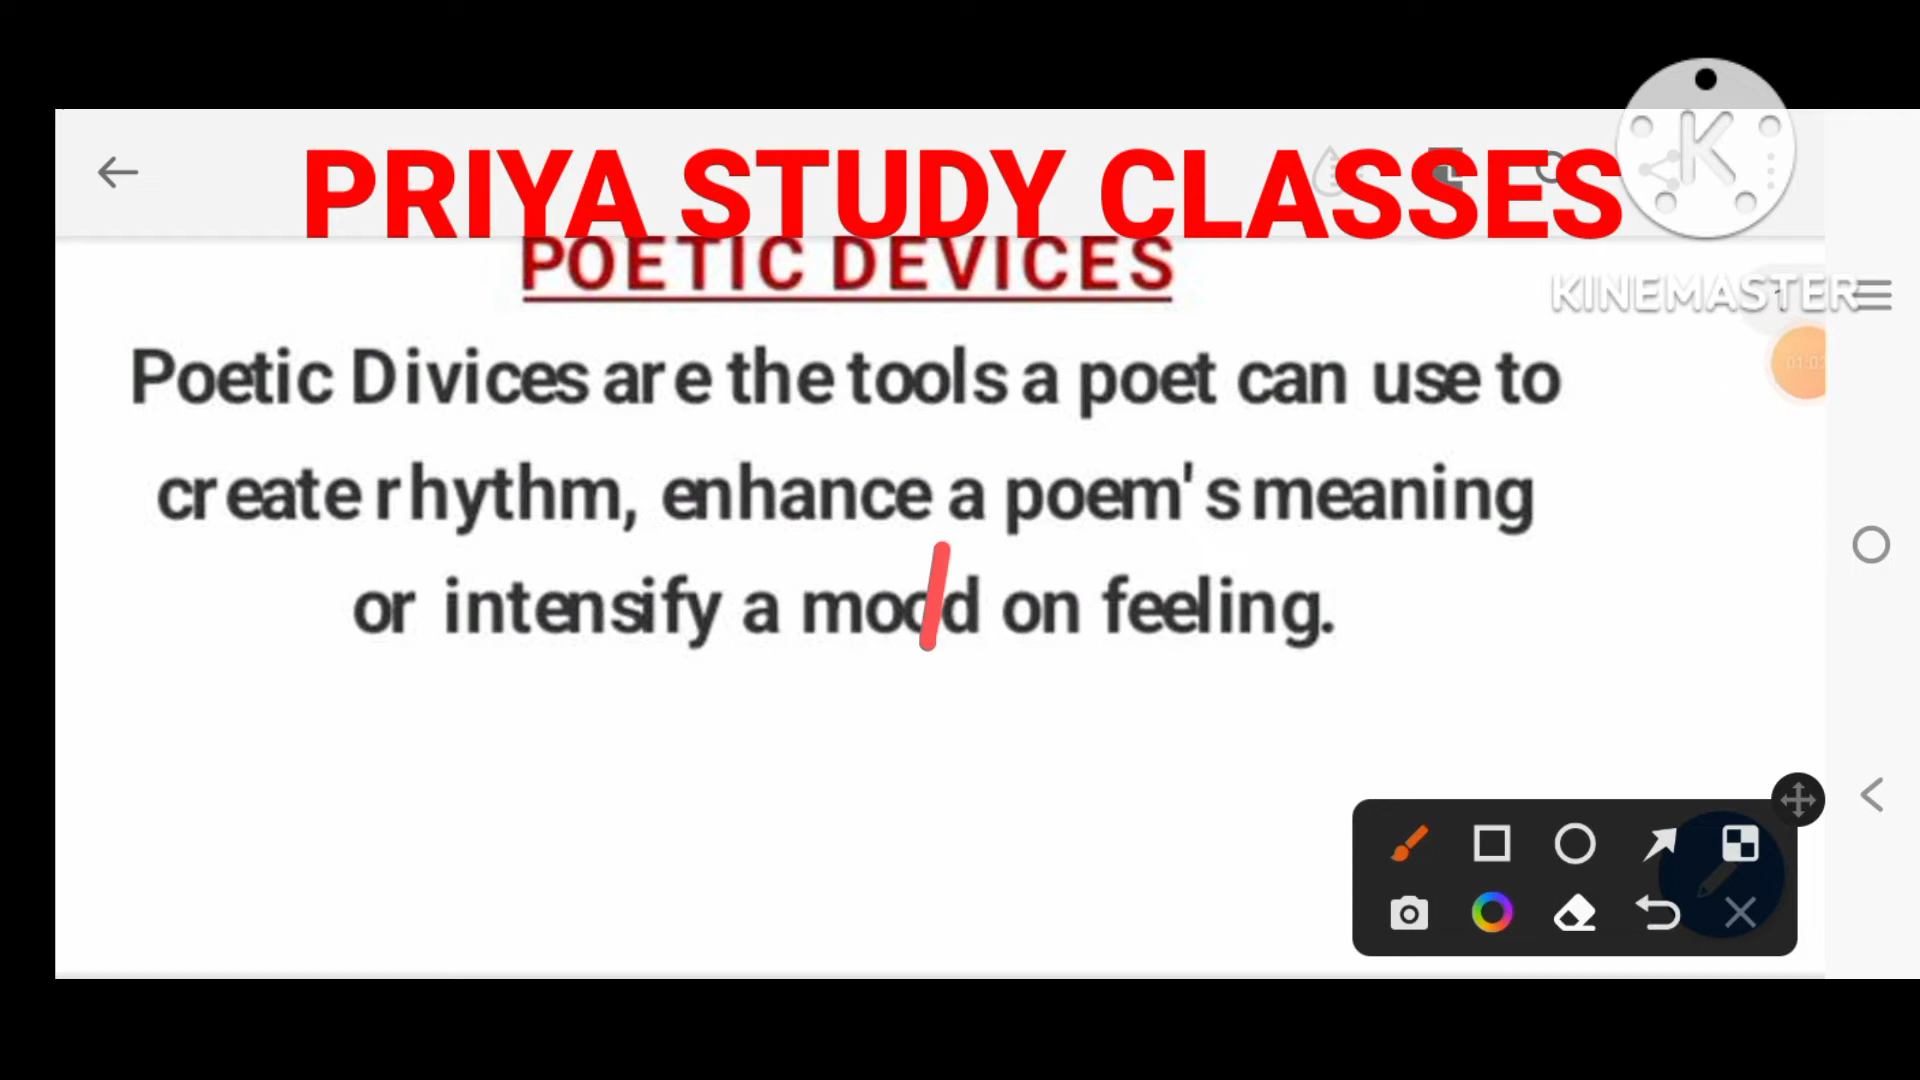 PRIYA STUDY CLASSES
POETIC DEVICES
KINEMASTER
Poetic Divices are the tools a poet can use to
create rhythm, enhance a poem's meaning
or intensify a mood on feeling.